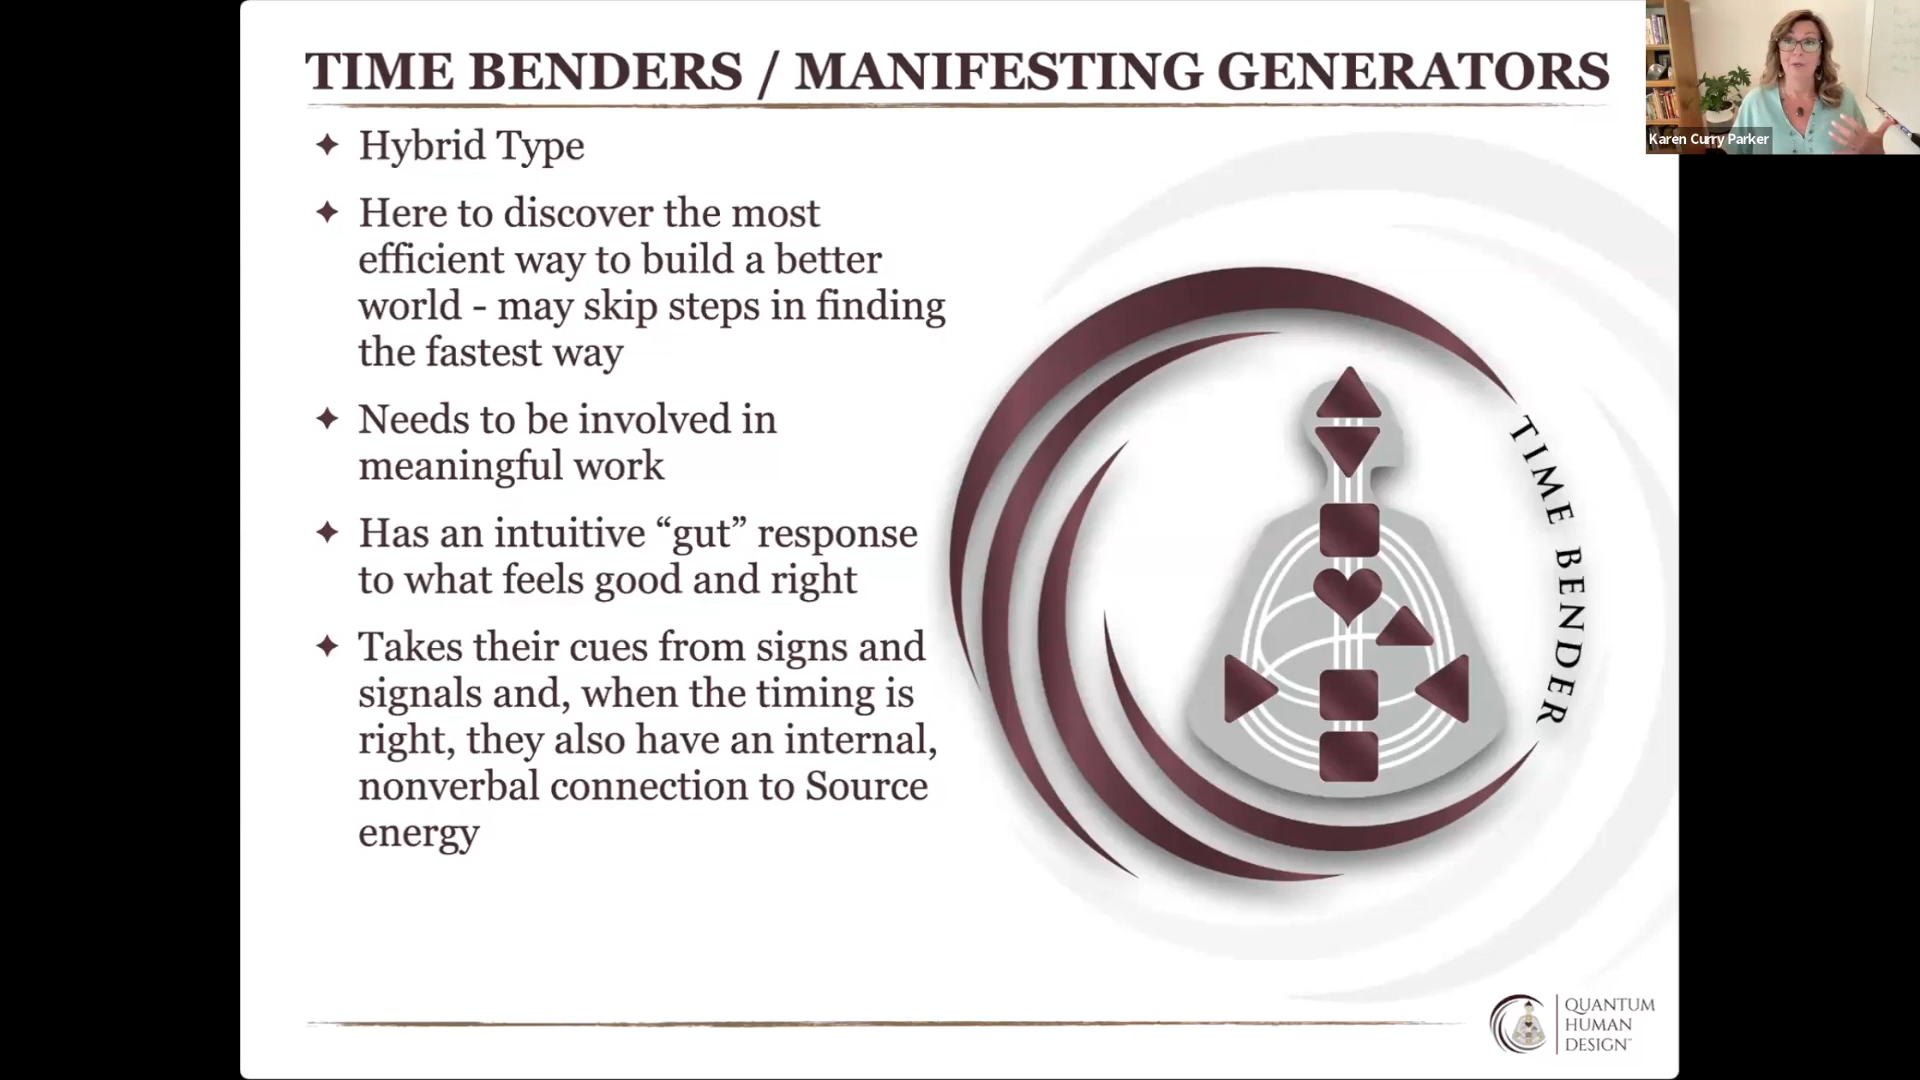 TIME BENDERS / MANIFESTING GENERATORS
Karen Curry Parker
Hybrid Type
Here to discover the most
efficient way to build a better
world - may skip steps in finding
the fastest way
Needs to be involved in
meaningful work
Has an intuitive “gut” response
to what feels good and right
Takes their cues from signs and
signals and, when the timing is
right, they also have an internal,
nonverbal connection to Source
energy
TIME BENDER
QUANTUM
HUMAN
DESIGN™